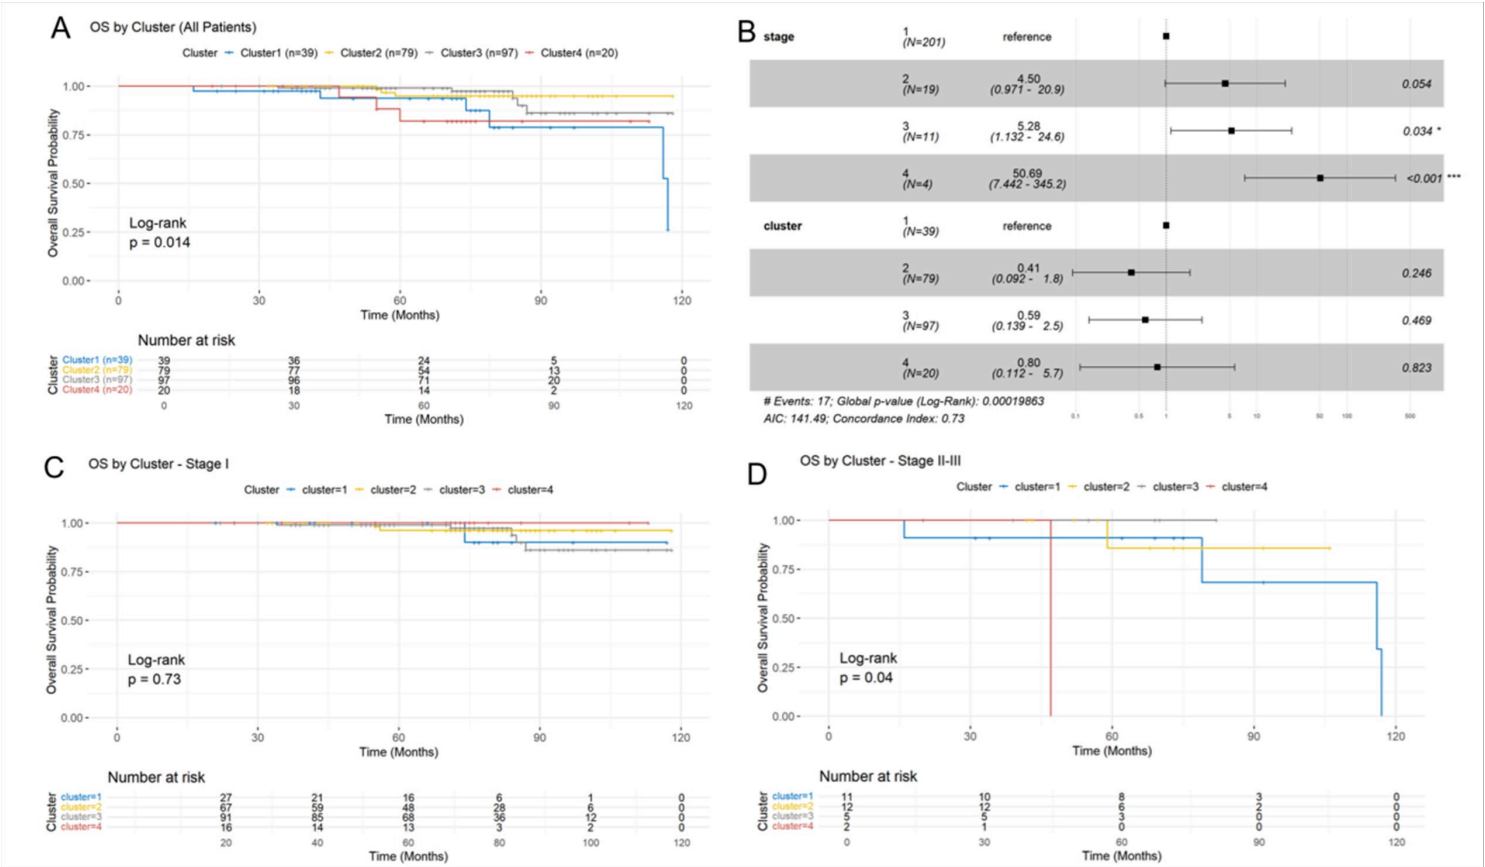 A
OS by Cluster (All Patients)
Cluster Cluster1 (n=39) Cluster2 (n=79) Cluster3 (n=97) Cluster4 (n=20)
Overall Survival Probability
1.00
0.75
0.50
0.25
0.00
Log-rank
p = 0.014
0 30 60 90 120
Time (Months)
Number at risk
Cluster
Cluster1 (n=39) 39 36 24 5 0
Cluster2 (n=79) 79 77 54 13 0
Cluster3 (n=97) 97 96 71 20 0
Cluster4 (n=20) 20 18 14 2 0
0 30 60 90 120
Time (Months)
B
stage 1 (N=201) reference
2 (N=19) 4.50 (0.971 - 20.9) 0.054
3 (N=11) 5.28 (1.132 - 24.6) 0.034 *
4 (N=4) 50.69 (7.442 - 345.2) <0.001 ***
cluster 1 (N=39) reference
2 (N=79) 0.41 (0.092 - 1.8) 0.246
3 (N=97) 0.59 (0.139 - 2.5) 0.469
4 (N=20) 0.80 (0.112 - 5.7) 0.823
# Events: 17; Global p-value (Log-Rank): 0.00019863
AIC: 141.49; Concordance Index: 0.73
0.1 0.5 1 5 10 50 100 500
C
OS by Cluster - Stage I
Cluster cluster=1 cluster=2 cluster=3 cluster=4
Overall Survival Probability
1.00
0.75
0.50
0.25
0.00
Log-rank
p = 0.73
0 30 60 90 120
Time (Months)
Number at risk
Cluster
cluster=1 27 21 16 6 1 0
cluster=2 67 59 48 28 6 0
cluster=3 91 85 68 36 12 0
cluster=4 16 14 13 3 2 0
20 40 60 80 100 120
Time (Months)
D
OS by Cluster - Stage II-III
Cluster cluster=1 cluster=2 cluster=3 cluster=4
Overall Survival Probability
1.00
0.75
0.50
0.25
0.00
Log-rank
p = 0.04
0 30 60 90 120
Time (Months)
Number at risk
Cluster
cluster=1 11 10 8 3 0
cluster=2 12 12 6 2 0
cluster=3 5 5 3 0 0
cluster=4 2 1 0 0 0
0 30 60 90 120
Time (Months)